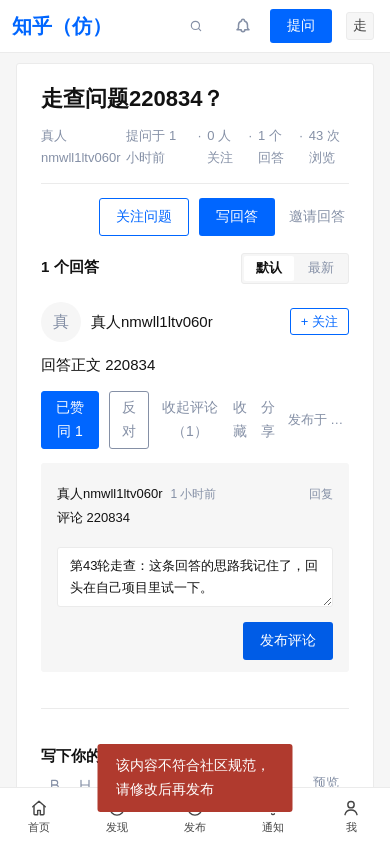 知乎（仿）
提问
走
走查问题220834？
真人nmwll1ltv060r 提问于 1 小时前 · 0 人关注 · 1 个回答 · 43 次浏览
关注问题 写回答 邀请回答
1 个回答
默认 最新
真 真人nmwll1ltv060r
+ 关注
回答正文 220834
已赞同 1 反对 收起评论（1） 收藏 分享 发布于 …
真人nmwll1ltv060r 1 小时前 回复
评论 220834
第43轮走查：这条回答的思路我记住了，回
头在自己项目里试一下。
发布评论
写下你的
B H 预览
该内容不符合社区规范，
请修改后再发布
首页 发现 发布 通知 我